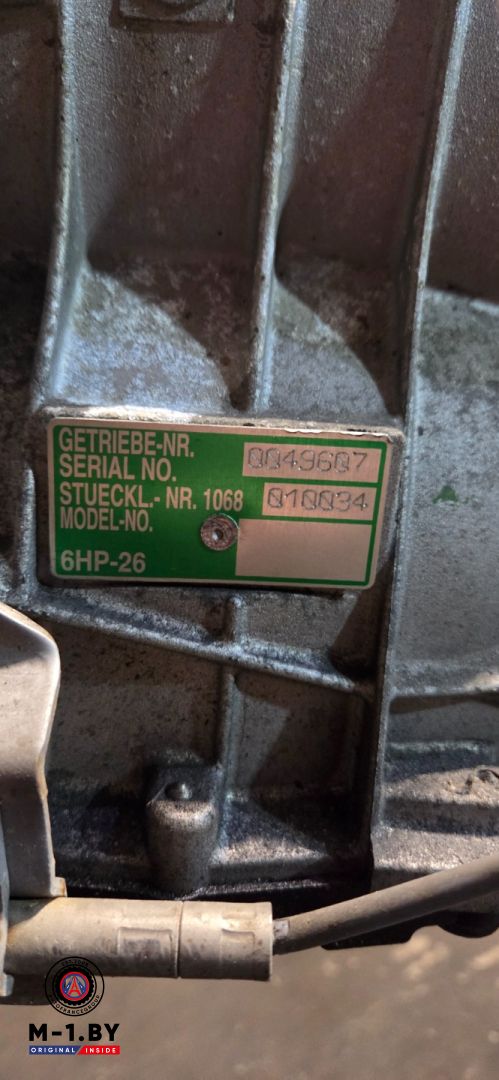 GETRIEBE-NR.
SERIAL NO. 0049607
STUECKL.- NR. 1068 010034
MODEL-NO.
6HP-26
M-1.BY
ORIGINAL INSIDE